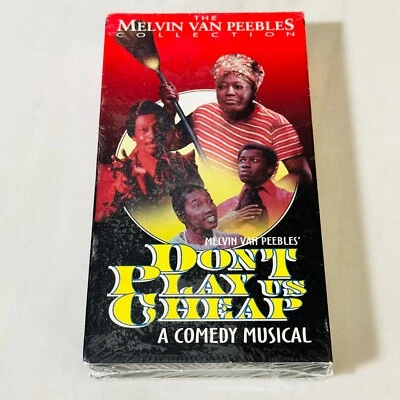 THE
MELVIN VAN PEEBLES
COLLECTION
MELVIN VAN PEEBLES'
DON'T
PLAY US
CHEAP
A COMEDY MUSICAL